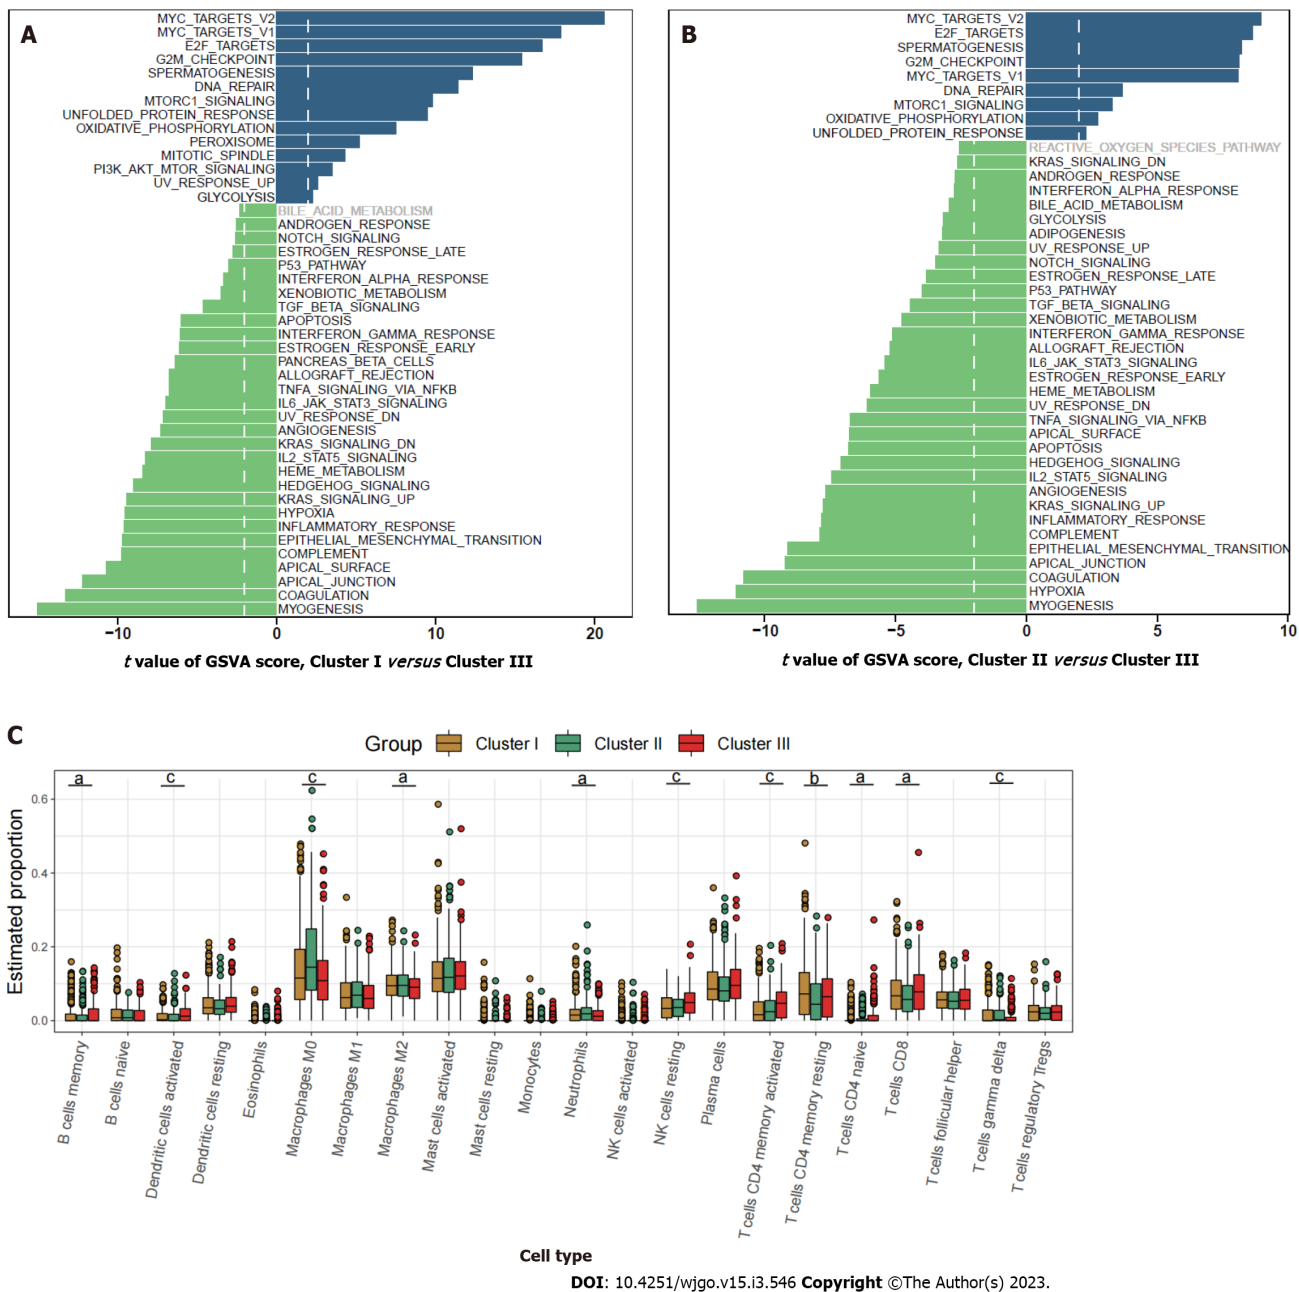 A
MYC_TARGETS_V2
MYC_TARGETS_V1
E2F_TARGETS
G2M_CHECKPOINT
SPERMATOGENESIS
DNA_REPAIR
MTORC1_SIGNALING
UNFOLDED_PROTEIN_RESPONSE
OXIDATIVE_PHOSPHORYLATION
PEROXISOME
MITOTIC_SPINDLE
PI3K_AKT_MTOR_SIGNALING
UV_RESPONSE_UP
GLYCOLYSIS
BILE_ACID_METABOLISM
ANDROGEN_RESPONSE
NOTCH_SIGNALING
ESTROGEN_RESPONSE_LATE
P53_PATHWAY
INTERFERON_ALPHA_RESPONSE
XENOBIOTIC_METABOLISM
TGF_BETA_SIGNALING
APOPTOSIS
INTERFERON_GAMMA_RESPONSE
ESTROGEN_RESPONSE_EARLY
PANCREAS_BETA_CELLS
ALLOGRAFT_REJECTION
TNFA_SIGNALING_VIA_NFKB
IL6_JAK_STAT3_SIGNALING
UV_RESPONSE_DN
ANGIOGENESIS
KRAS_SIGNALING_DN
IL2_STAT5_SIGNALING
HEME_METABOLISM
HEDGEHOG_SIGNALING
KRAS_SIGNALING_UP
HYPOXIA
INFLAMMATORY_RESPONSE
EPITHELIAL_MESENCHYMAL_TRANSITION
COMPLEMENT
APICAL_SURFACE
APICAL_JUNCTION
COAGULATION
MYOGENESIS
−10 0 10 20
t value of GSVA score, Cluster I versus Cluster III
B
MYC_TARGETS_V2
E2F_TARGETS
SPERMATOGENESIS
G2M_CHECKPOINT
MYC_TARGETS_V1
DNA_REPAIR
MTORC1_SIGNALING
OXIDATIVE_PHOSPHORYLATION
UNFOLDED_PROTEIN_RESPONSE
REACTIVE_OXYGEN_SPECIES_PATHWAY
KRAS_SIGNALING_DN
ANDROGEN_RESPONSE
INTERFERON_ALPHA_RESPONSE
BILE_ACID_METABOLISM
GLYCOLYSIS
ADIPOGENESIS
UV_RESPONSE_UP
NOTCH_SIGNALING
ESTROGEN_RESPONSE_LATE
P53_PATHWAY
TGF_BETA_SIGNALING
XENOBIOTIC_METABOLISM
INTERFERON_GAMMA_RESPONSE
ALLOGRAFT_REJECTION
IL6_JAK_STAT3_SIGNALING
ESTROGEN_RESPONSE_EARLY
HEME_METABOLISM
UV_RESPONSE_DN
TNFA_SIGNALING_VIA_NFKB
APICAL_SURFACE
APOPTOSIS
HEDGEHOG_SIGNALING
IL2_STAT5_SIGNALING
ANGIOGENESIS
KRAS_SIGNALING_UP
INFLAMMATORY_RESPONSE
COMPLEMENT
EPITHELIAL_MESENCHYMAL_TRANSITION
APICAL_JUNCTION
COAGULATION
HYPOXIA
MYOGENESIS
−10 −5 0 5 10
t value of GSVA score, Cluster II versus Cluster III
C
Group Cluster I Cluster II Cluster III
a c c a a c c b a a c
Estimated proportion
0.6
0.4
0.2
0.0
B cells memory
B cells naive
Dendritic cells activated
Dendritic cells resting
Eosinophils
Macrophages M0
Macrophages M1
Macrophages M2
Mast cells activated
Mast cells resting
Monocytes
Neutrophils
NK cells activated
NK cells resting
Plasma cells
T cells CD4 memory activated
T cells CD4 memory resting
T cells CD4 naive
T cells CD8
T cells follicular helper
T cells gamma delta
T cells regulatory Tregs
Cell type
DOI: 10.4251/wjgo.v15.i3.546 Copyright ©The Author(s) 2023.